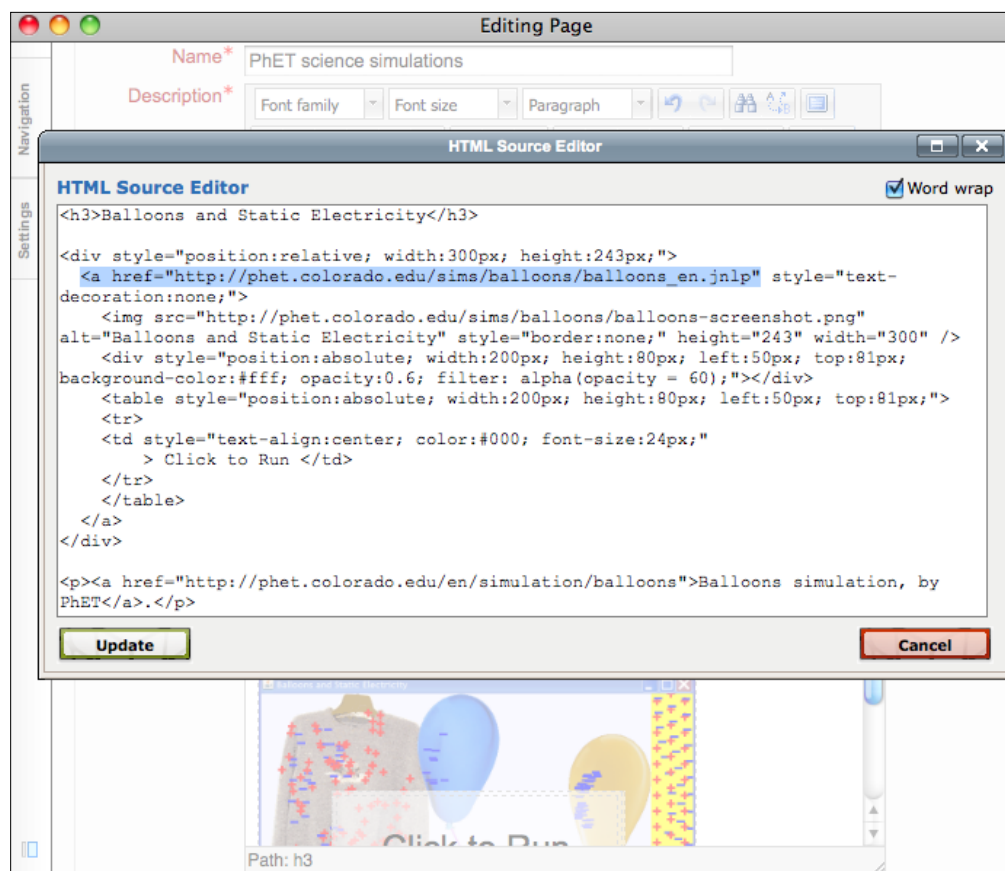 Editing Page
Name*
PhET science simulations
Description*
Font family
Font size
Paragraph
Navigation
Settings
HTML Source Editor
HTML Source Editor
Word wrap
<h3>Balloons and Static Electricity</h3>
<div style="position:relative; width:300px; height:243px;">
<a href="http://phet.colorado.edu/sims/balloons/balloons_en.jnlp" style="text-
decoration:none;">
<img src="http://phet.colorado.edu/sims/balloons/balloons-screenshot.png"
alt="Balloons and Static Electricity" style="border:none;" height="243" width="300" />
<div style="position:absolute; width:200px; height:80px; left:50px; top:81px;
background-color:#fff; opacity:0.6; filter: alpha(opacity = 60);"></div>
<table style="position:absolute; width:200px; height:80px; left:50px; top:81px;">
<tr>
<td style="text-align:center; color:#000; font-size:24px;"
> Click to Run </td>
</tr>
</table>
</a>
</div>
<p><a href="http://phet.colorado.edu/en/simulation/balloons">Balloons simulation, by
PhET</a>.</p>
Update
Cancel
Balloons and Static Electricity
Click to Run
Path: h3